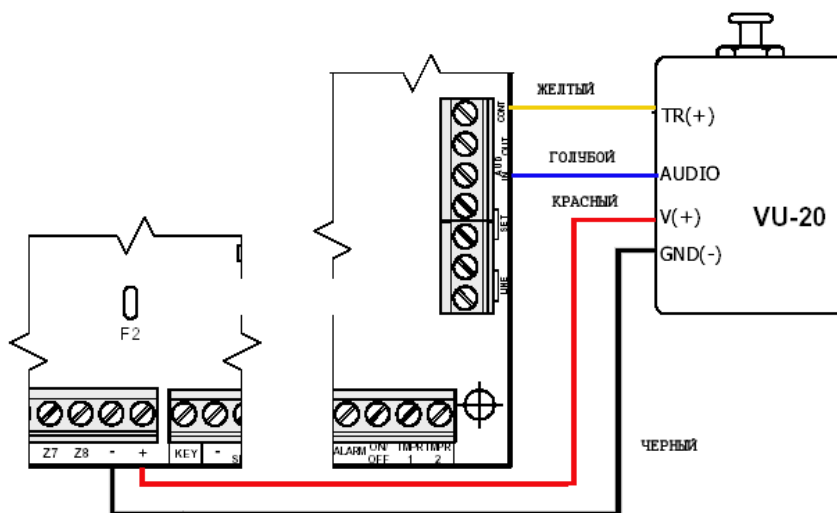 CONT
ЖЕЛТЫЙ
TR(+)
OUT
AUD
ГОЛУБОЙ
IN
AUDIO
КРАСНЫЙ
SET
V(+)
VU-20
GND(-)
LINE
F2
ЧЕРНЫЙ
Z7 Z8 - + KEY -
ALARM ON/ OFF TMPR 1 TMPR 2